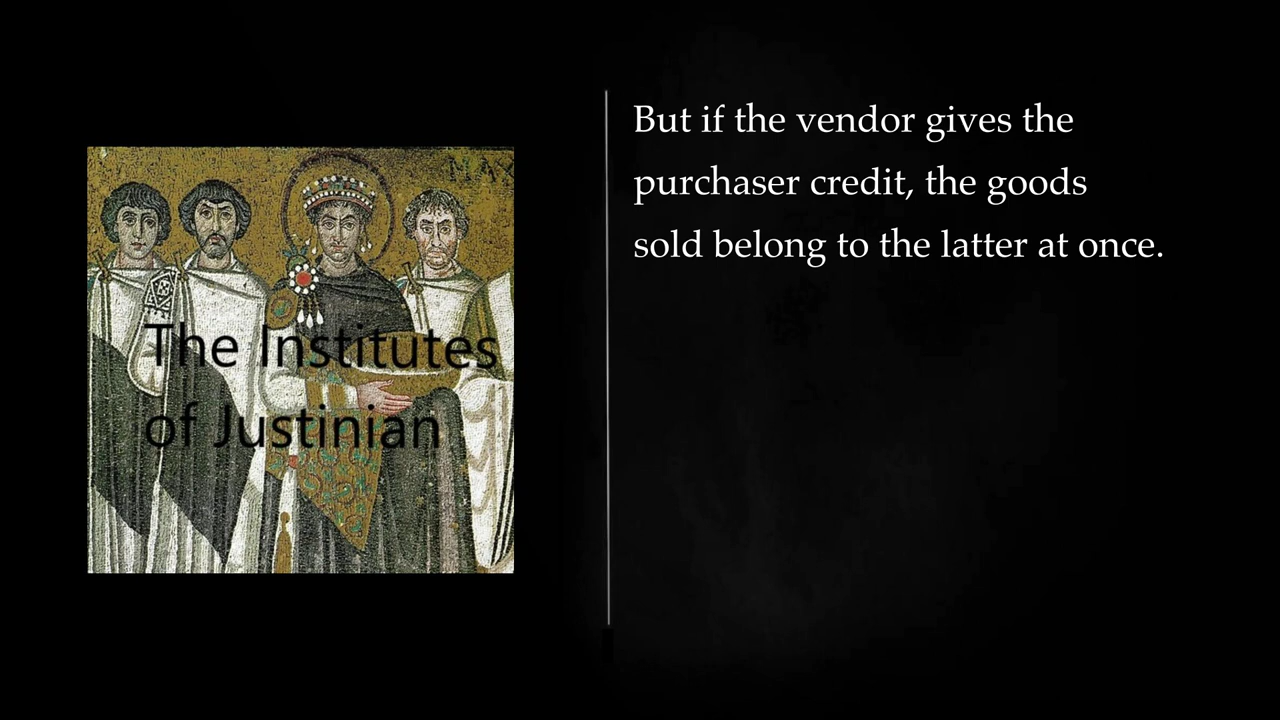 MAX
The Institutes
of Justinian
But if the vendor gives the
purchaser credit, the goods
sold belong to the latter at once.